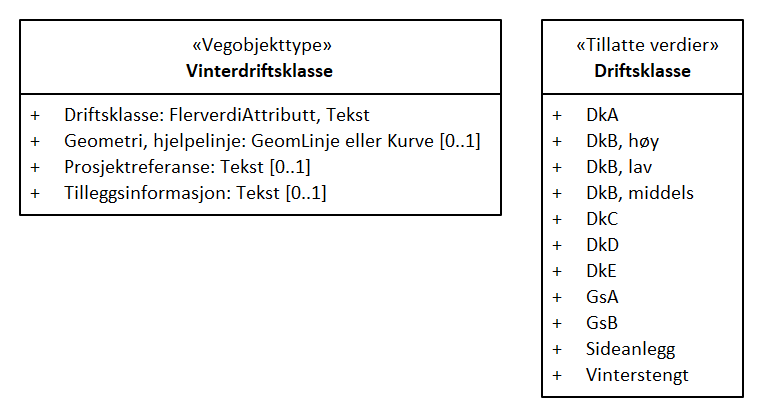 «Vegobjekttype»
Vinterdriftsklasse
+ Driftsklasse: FlerverdiAttributt, Tekst
+ Geometri, hjelpelinje: GeomLinje eller Kurve [0..1]
+ Prosjektreferanse: Tekst [0..1]
+ Tilleggsinformasjon: Tekst [0..1]
«Tillatte verdier»
Driftsklasse
+ DkA
+ DkB, høy
+ DkB, lav
+ DkB, middels
+ DkC
+ DkD
+ DkE
+ GsA
+ GsB
+ Sideanlegg
+ Vinterstengt